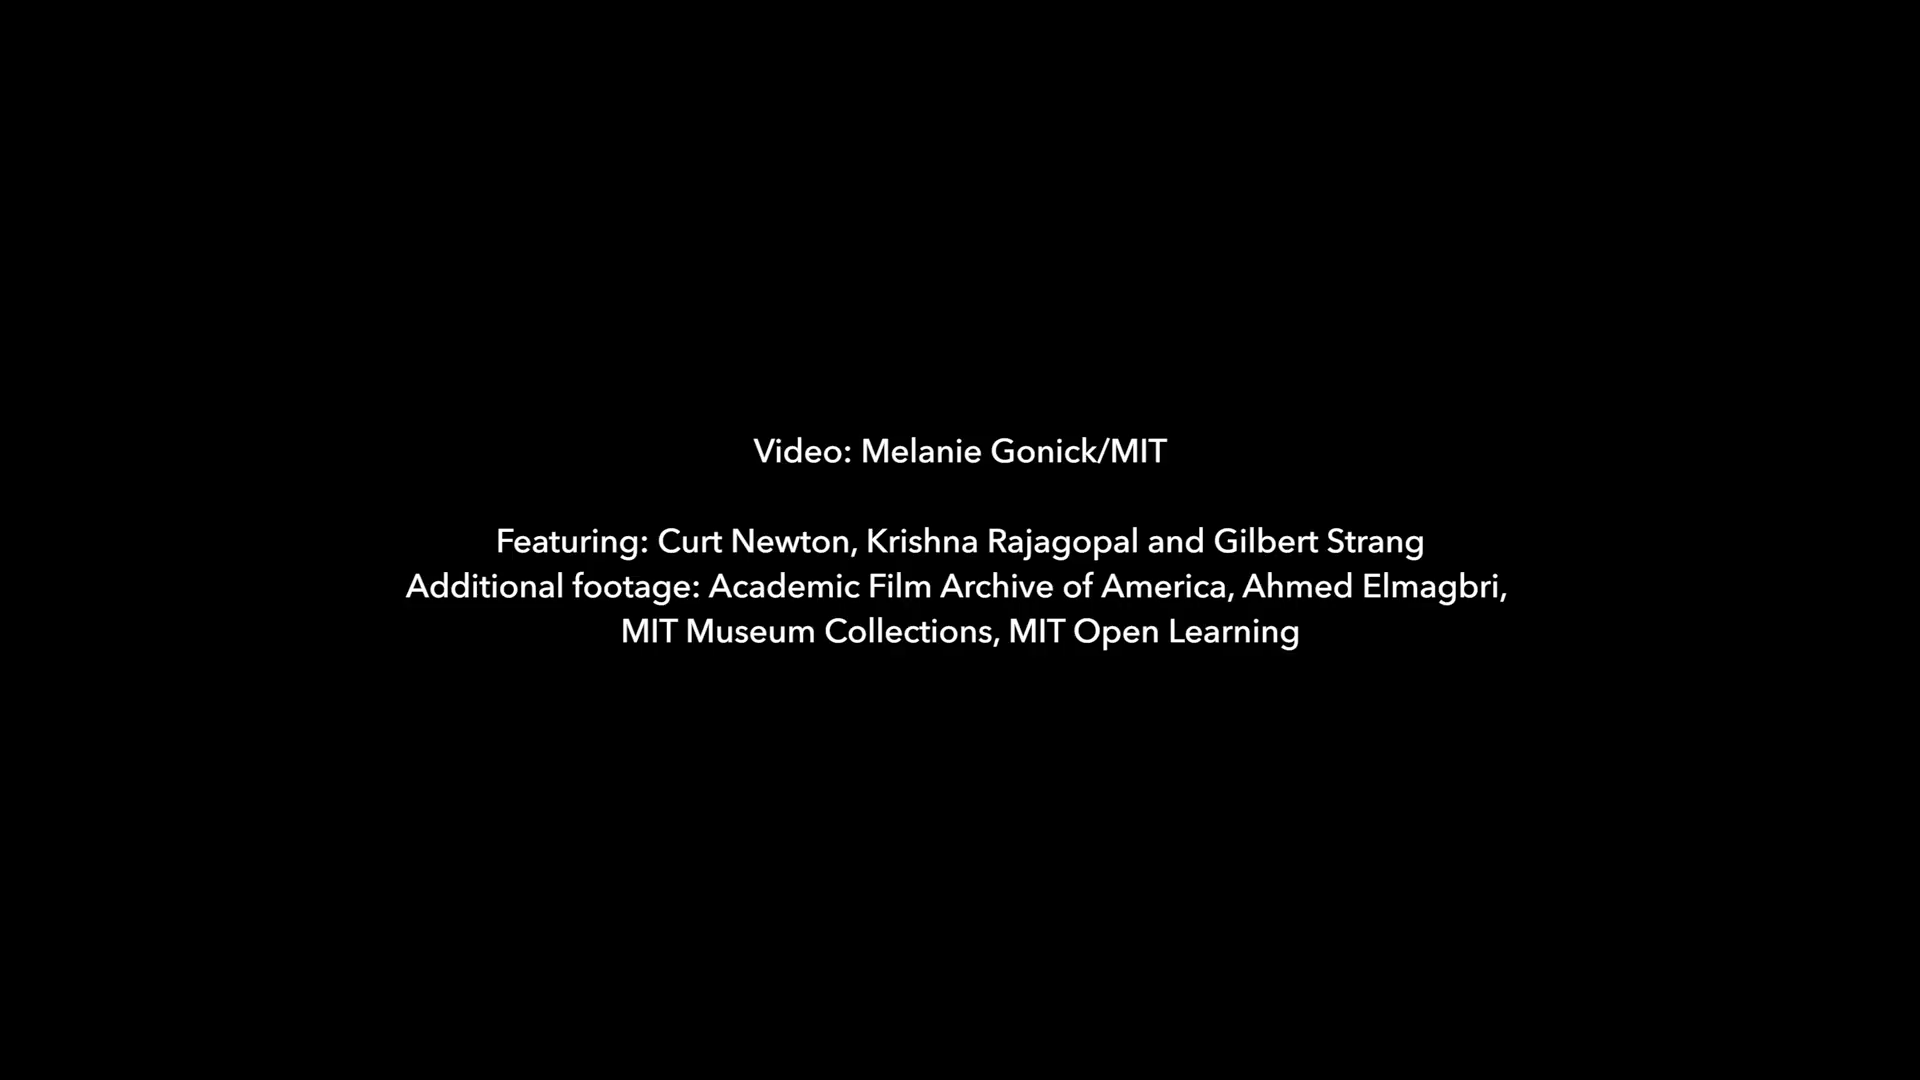 Video: Melanie Gonick/MIT
Featuring: Curt Newton, Krishna Rajagopal and Gilbert Strang
Additional footage: Academic Film Archive of America, Ahmed Elmagbri,
MIT Museum Collections, MIT Open Learning